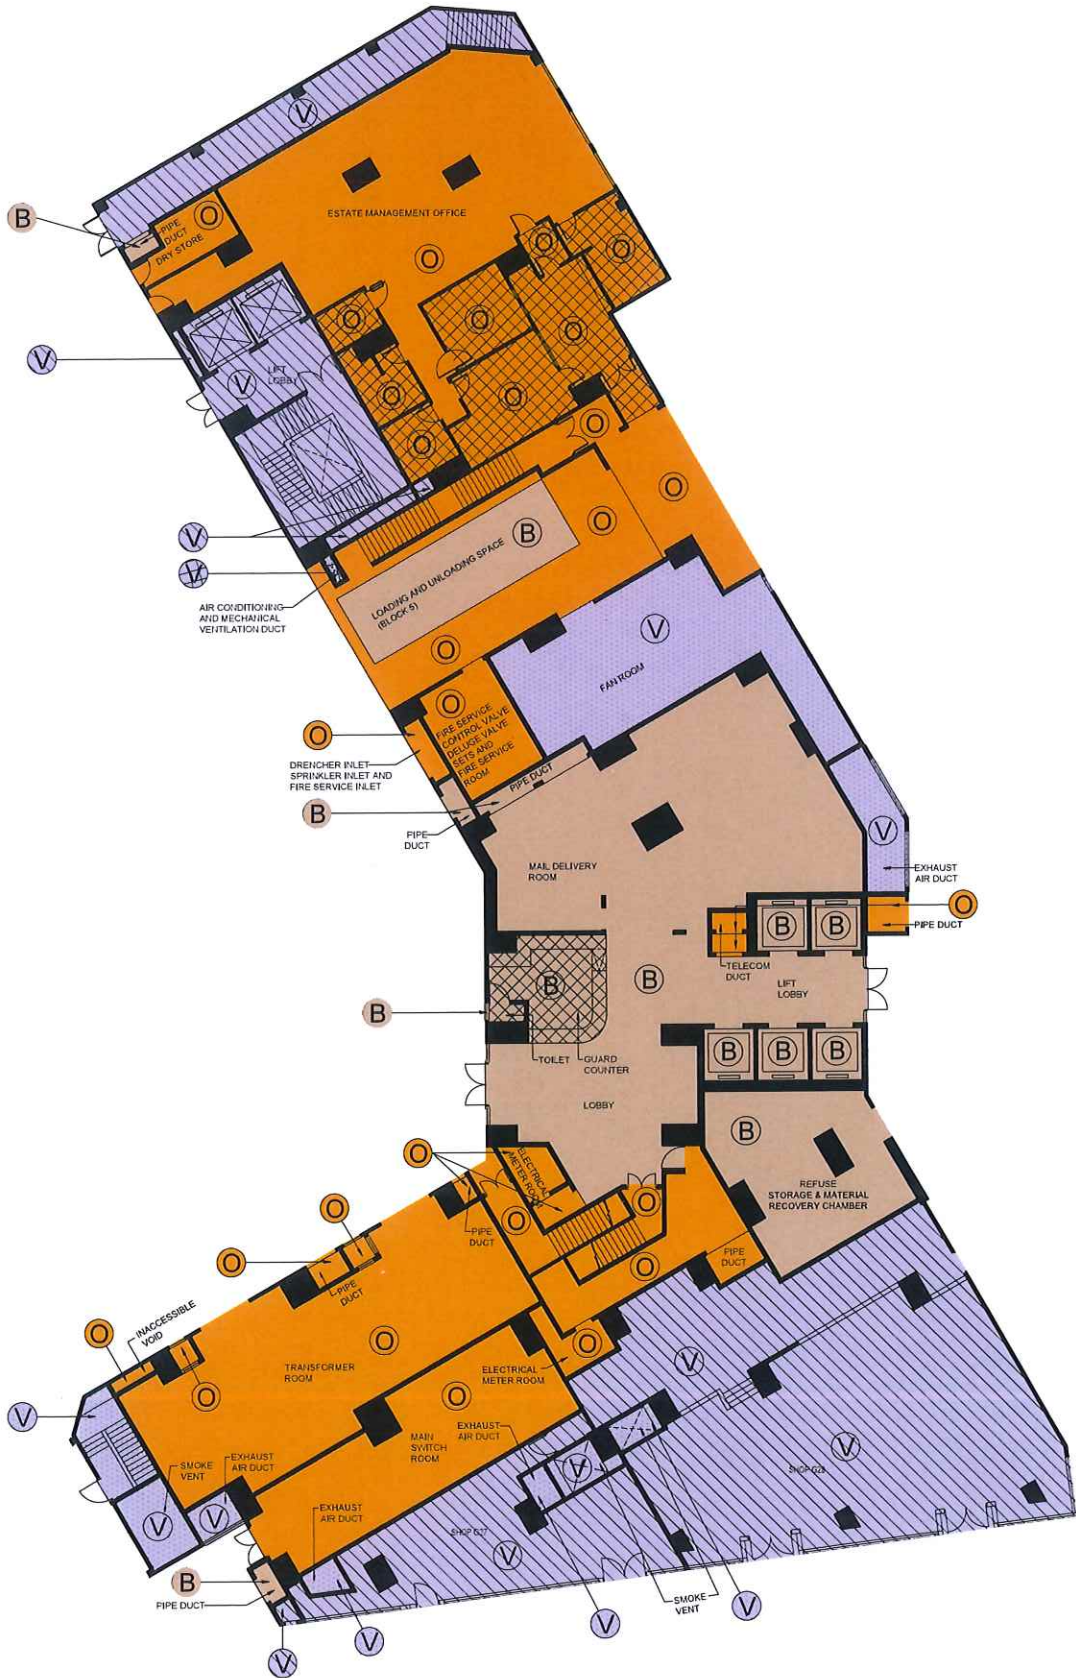 V
B
PIPE
DUCT
O
DRY STORE
ESTATE MANAGEMENT OFFICE
O
O
O
V
LIFT
LOBBY
V
O
O
O
O
O
O
O
O
O
B
O
LOADING AND UNLOADING SPACE
(BLOCK 5)
V
V
AIR CONDITIONING
AND MECHANICAL
VENTILATION DUCT
O
V
FAN ROOM
O
FIRE SERVICE
CONTROL VALVE
DELUGE VALVE
SETS AND
FIRE SERVICE
ROOM
O
DRENCHER INLET
SPRINKLER INLET AND
FIRE SERVICE INLET
PIPE DUCT
B
PIPE
DUCT
V
MAIL DELIVERY
ROOM
EXHAUST
AIR DUCT
O
PIPE DUCT
B
B
TELECOM
DUCT
LIFT
LOBBY
B
B
B
TOILET
GUARD
COUNTER
B
B
B
LOBBY
B
REFUSE
STORAGE & MATERIAL
RECOVERY CHAMBER
O
ELECTRICAL
METER ROOM
O
O
PIPE
DUCT
O
O
PIPE
DUCT
O
PIPE
DUCT
INACCESSIBLE
VOID
O
O
TRANSFORMER
ROOM
O
O
ELECTRICAL
METER ROOM
V
V
O
MAIN
SWITCH
ROOM
EXHAUST
AIR DUCT
V
V
SHOP G28
SMOKE
VENT
EXHAUST
AIR DUCT
V
V
EXHAUST
AIR DUCT
SHOP G27
V
B
PIPE DUCT
V
V
V
SMOKE
VENT
V